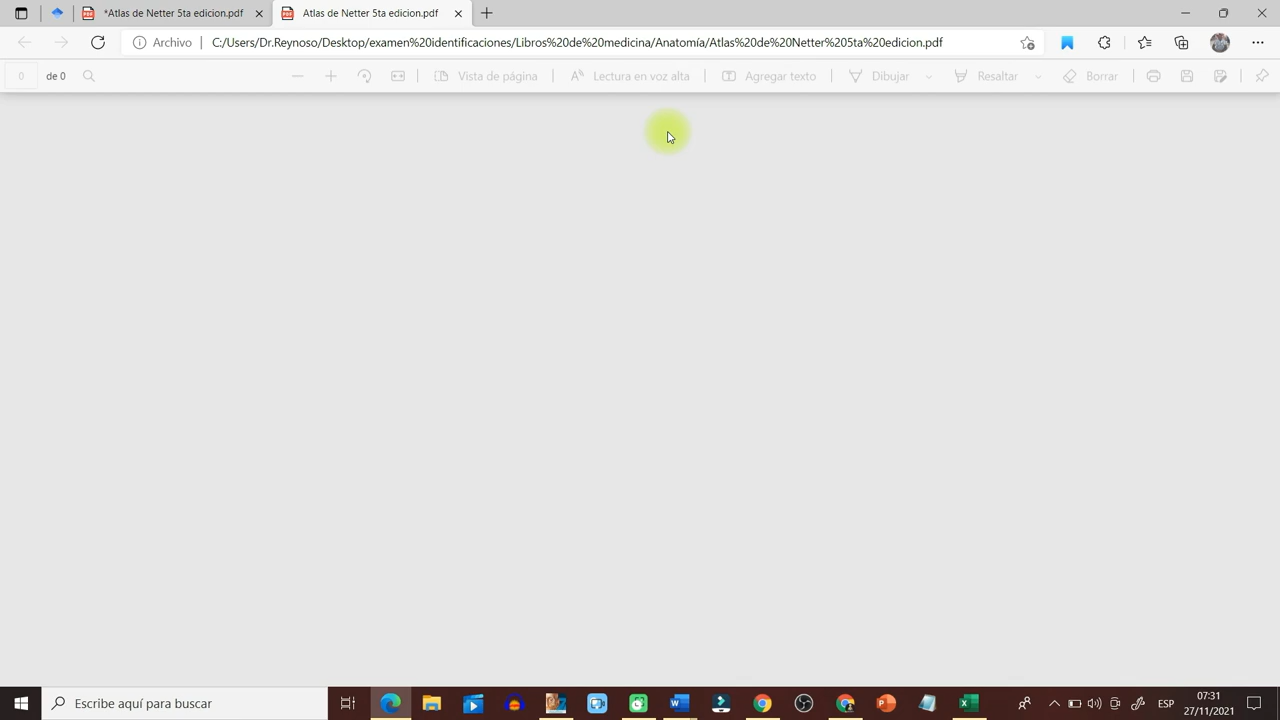 *Atlas de Netter 5ta edicion.pdf
Atlas de Netter 5ta edicion.pdf
Archivo
C:/Users/Dr.Reynoso/Desktop/examen%20identificaciones/Libros%20de%20medicina/Anatomía/Atlas%20de%20Netter%205ta%20edicion.pdf
0 de 0
Vista de página
Lectura en voz alta
Agregar texto
Dibujar
Resaltar
Borrar
Escribe aquí para buscar
ESP
07:31
27/11/2021